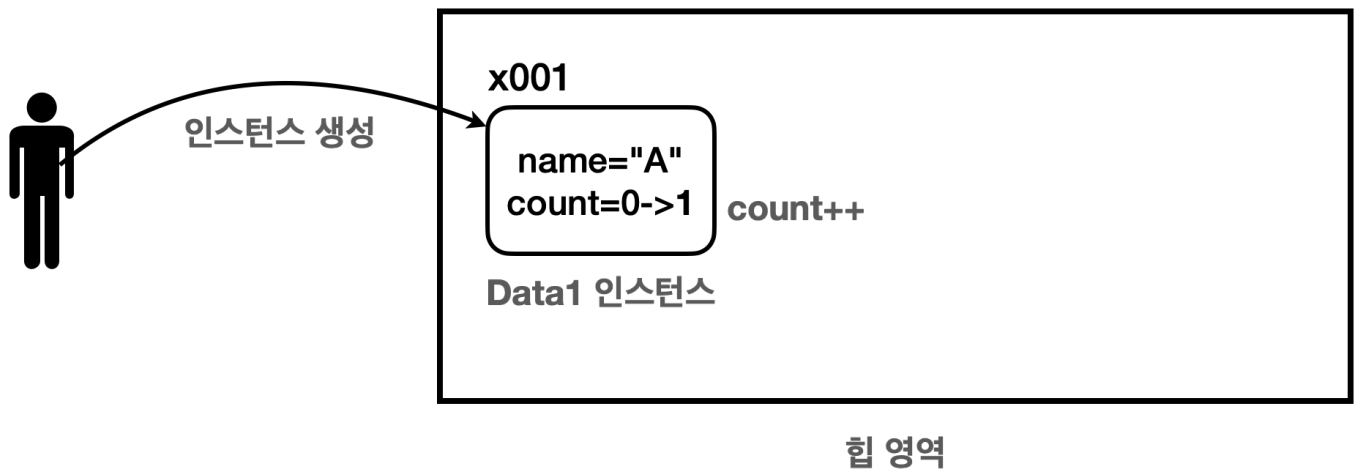 x001
인스턴스 생성
name="A"
count=0->1
count++
Data1 인스턴스
힙 영역